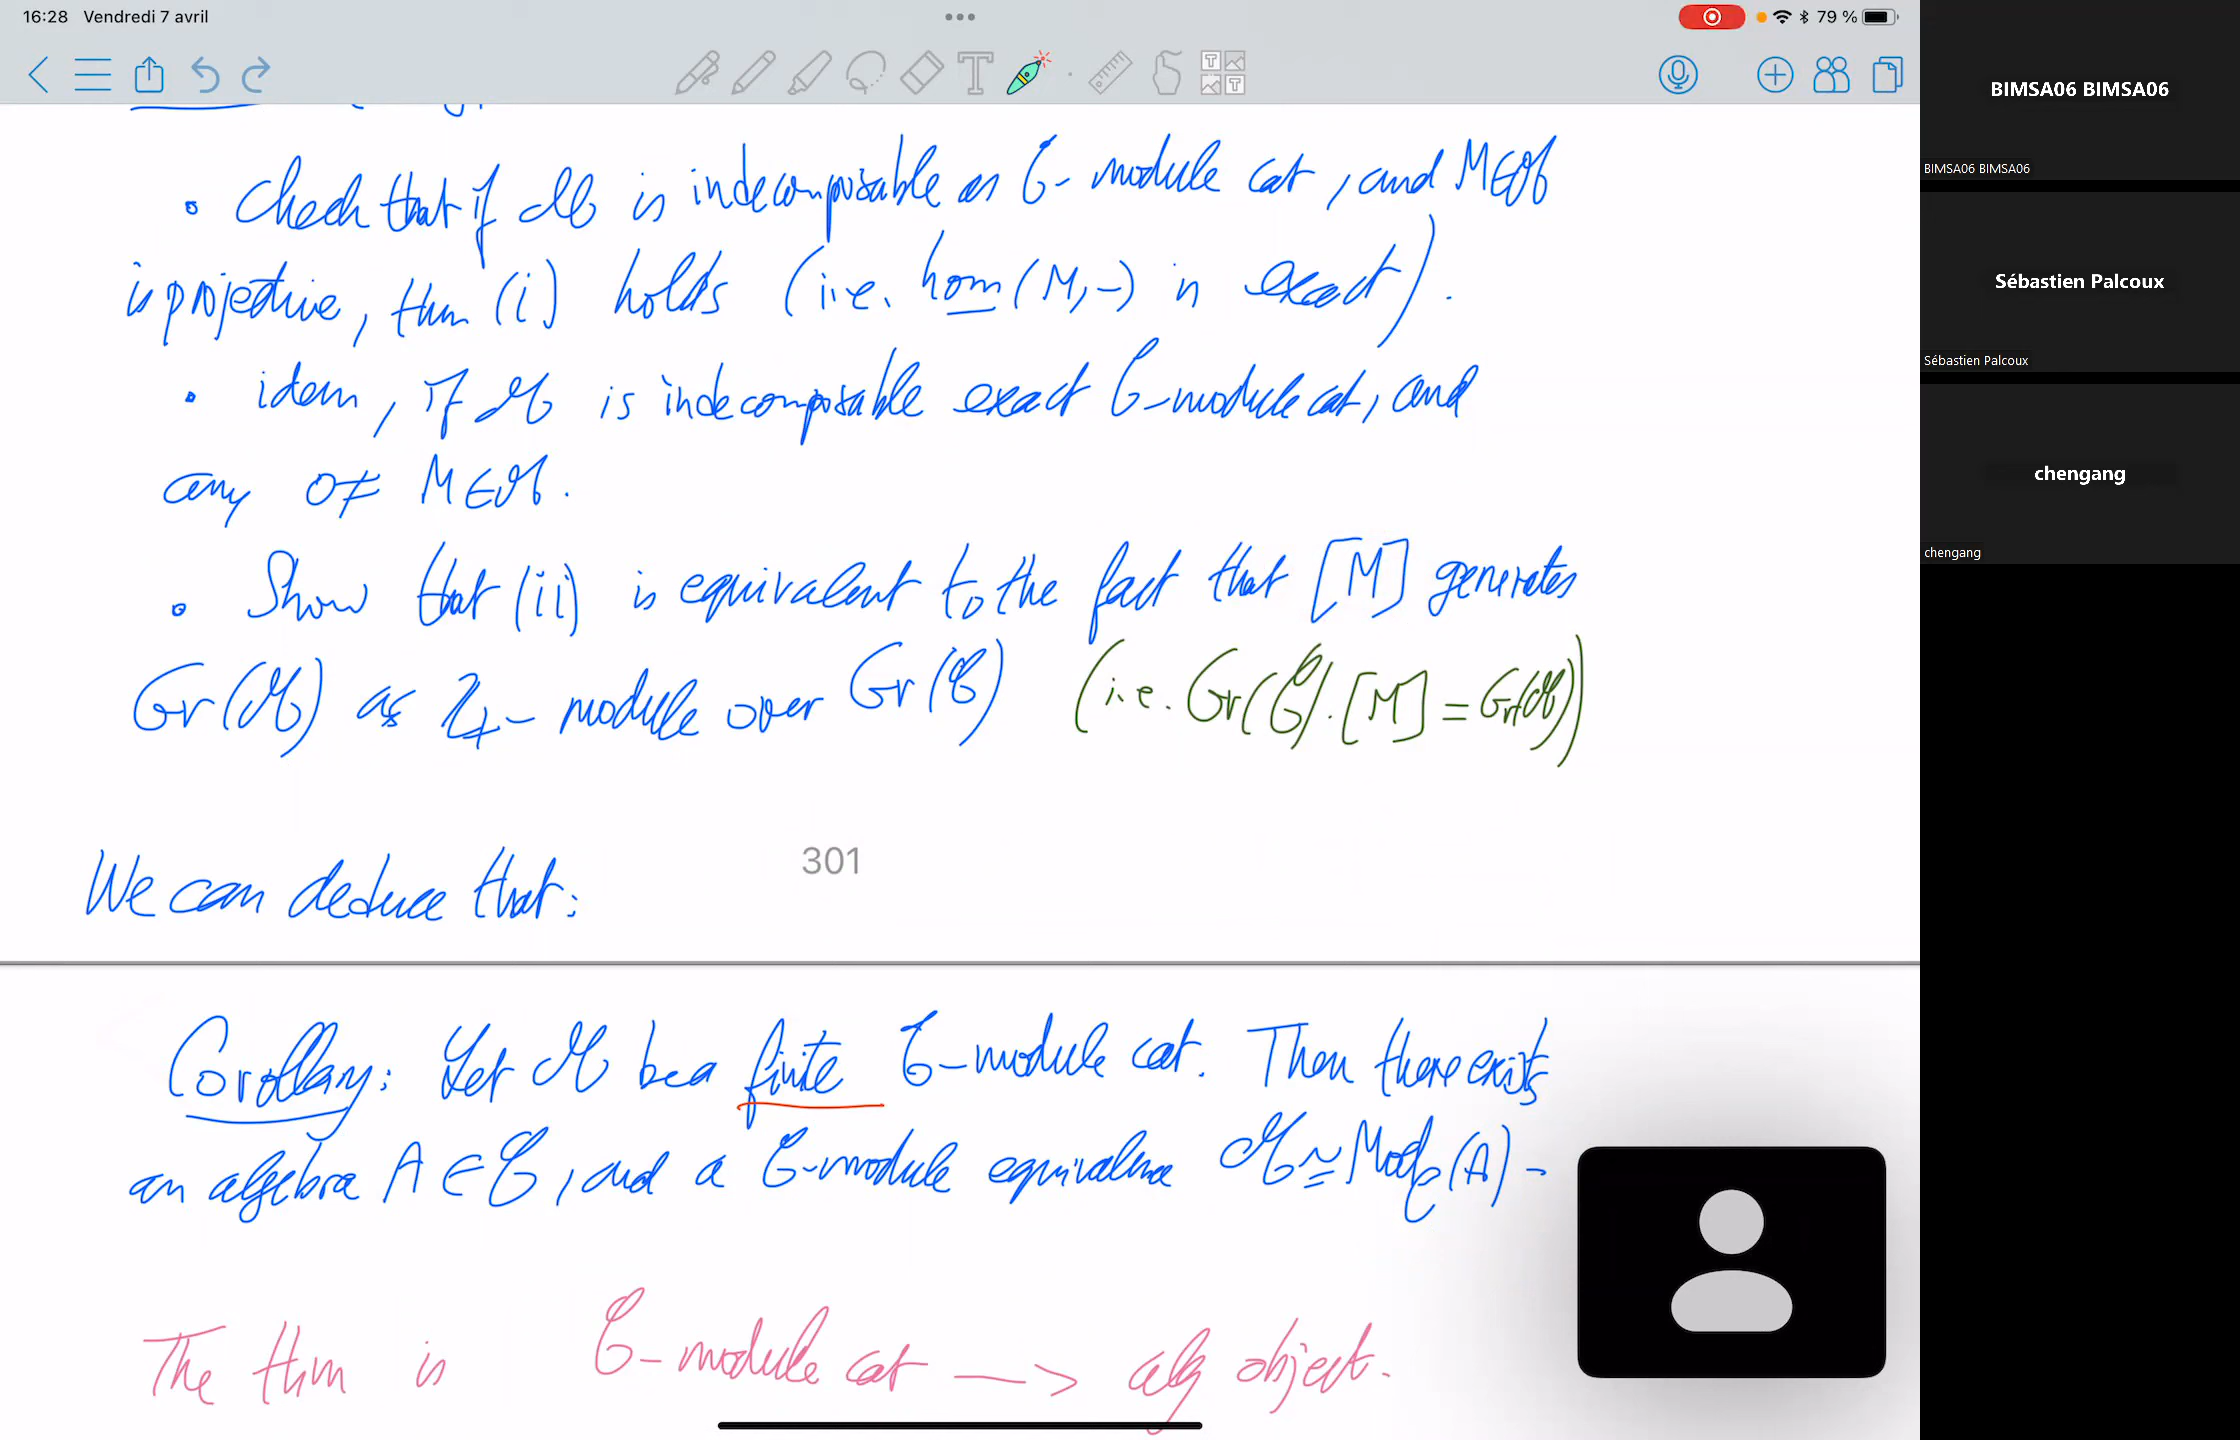 16:28 Vendredi 7 avril
79 %
• check that if ℳ is indecomposable as 𝒞-module cat, and M∈ℳ
is projective, then (i) holds (i.e. hom(M,-) is exact).
• idem, if ℳ is indecomposable exact 𝒞-module cat, and
any 0≠ M∈ℳ.
• Show that (ii) is equivalent to the fact that [M] generates
Gr(ℳ) as ℤ₊-module over Gr(𝒞) (i.e. Gr(𝒞).[M] = Gr(ℳ))
301
We can deduce that:
Corollary: Let ℳ be a finite 𝒞-module cat. Then there exists
an algebra A∈𝒞, and a 𝒞-module equivalence ℳ≃Mod_𝒞(A)-
The thm is 𝒞-module cat —> alg object.
BIMSA06 BIMSA06
BIMSA06 BIMSA06
Sébastien Palcoux
Sébastien Palcoux
chengang
chengang